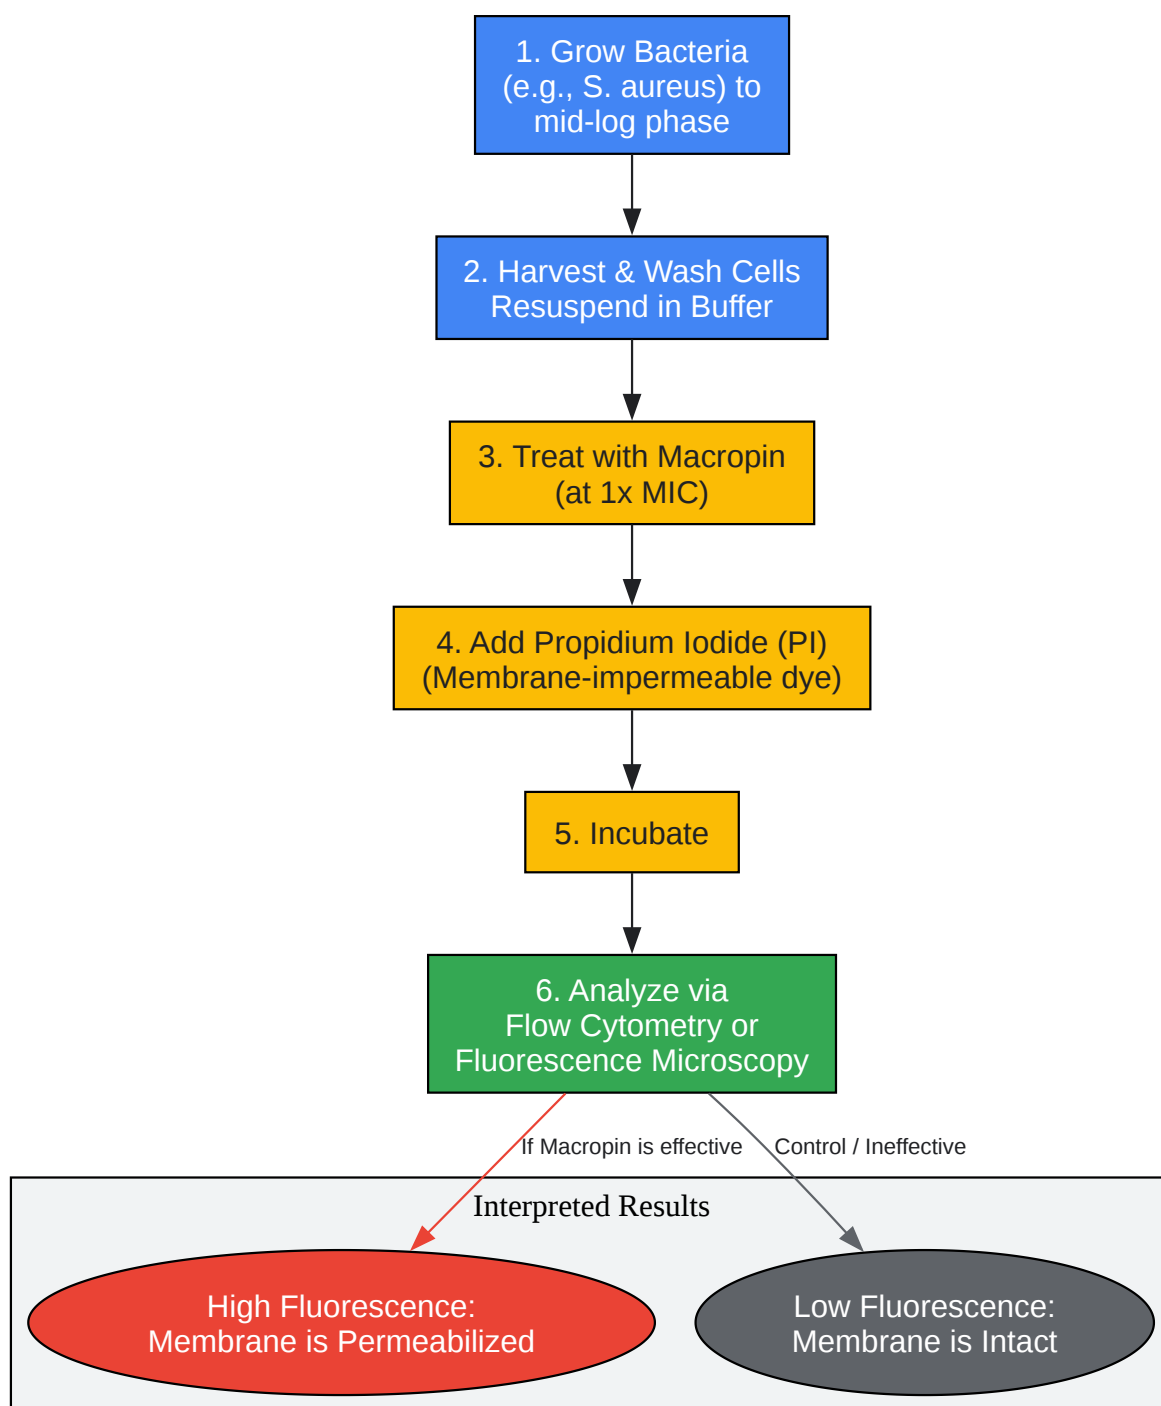 1. Grow Bacteria
(e.g., S. aureus) to
mid-log phase
2. Harvest & Wash Cells
Resuspend in Buffer
3. Treat with Macropin
(at 1x MIC)
4. Add Propidium Iodide (PI)
(Membrane-impermeable dye)
5. Incubate
6. Analyze via
Flow Cytometry or
Fluorescence Microscopy
If Macropin is effective
Control / Ineffective
Interpreted Results
High Fluorescence:
Membrane is Permeabilized
Low Fluorescence:
Membrane is Intact